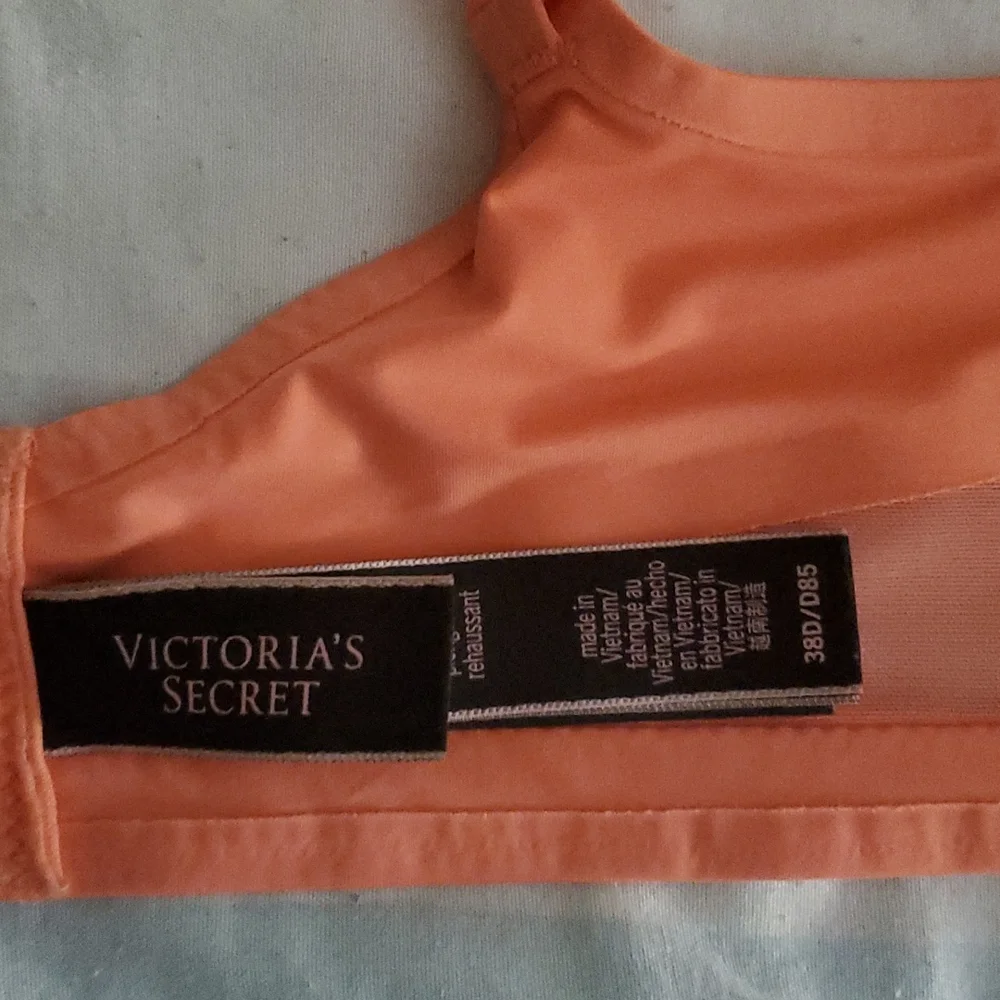 VICTORIA'S
SECRET
rehaussant
made in
Vietnam/
fabriqué au
Vietnam/hecho
en Vietnam/
fabricato in
Vietnam/
越南制造
38D/D85